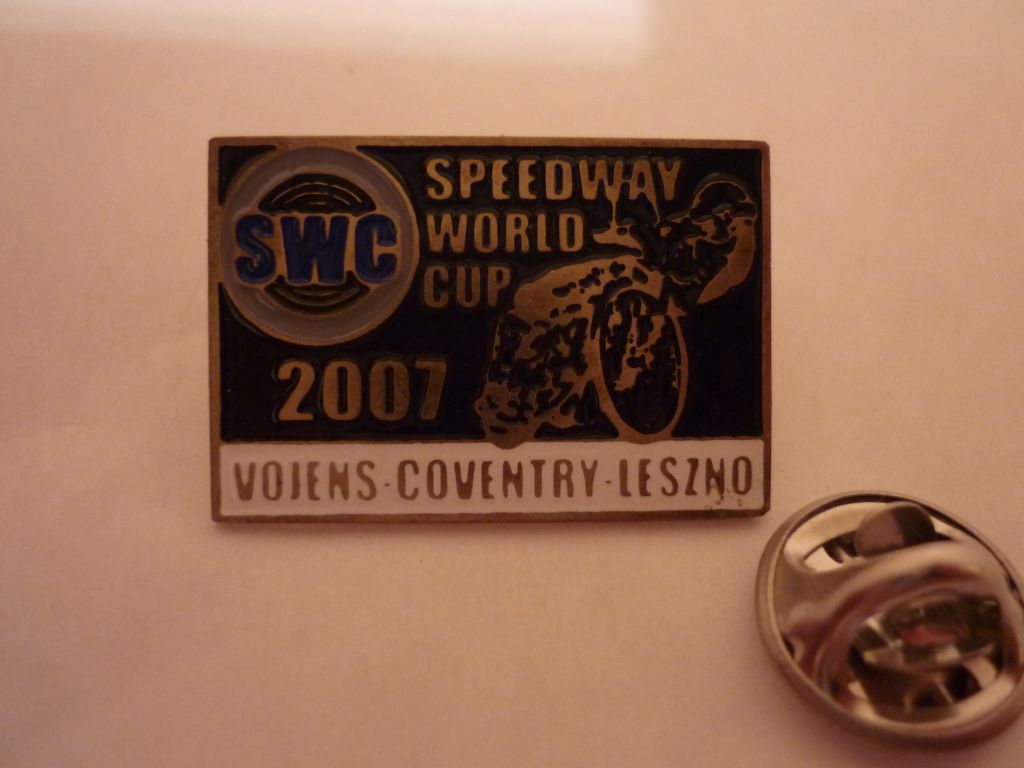 SWC
SPEEDWAY
WORLD
CUP
2007
VOJENS-COVENTRY-LESZNO